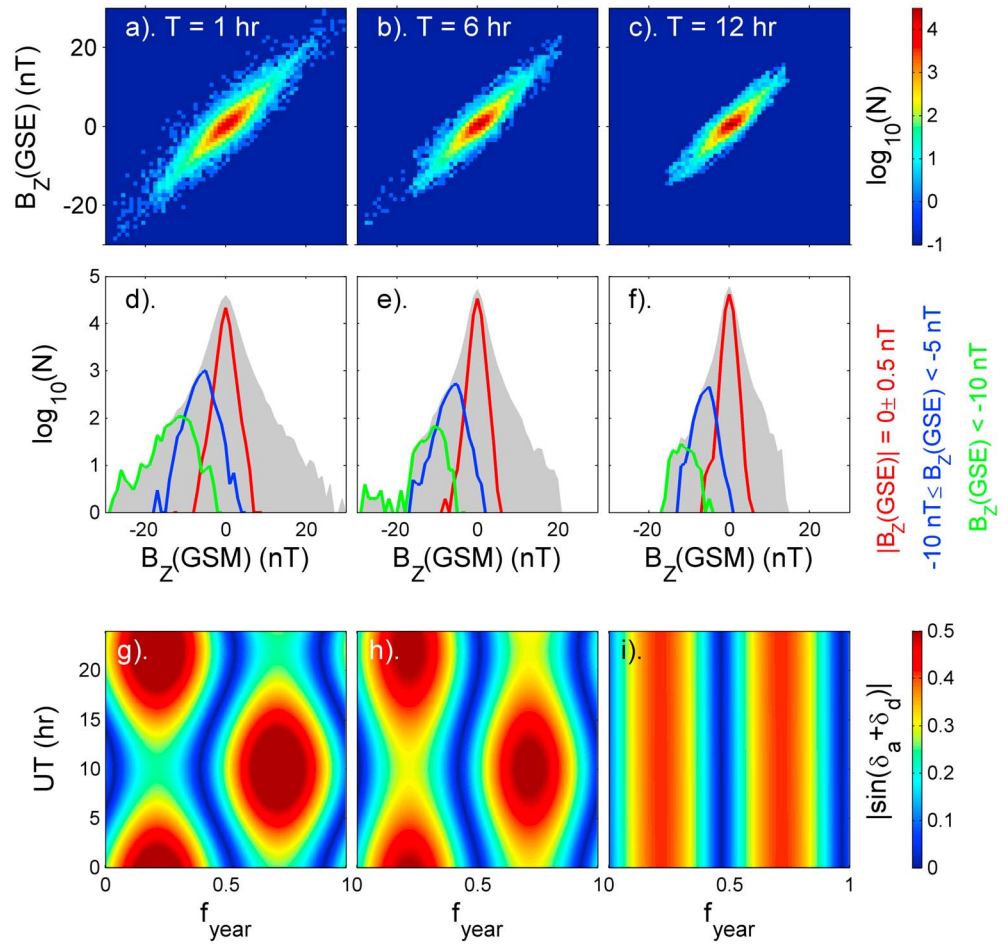 a). T = 1 hr
b). T = 6 hr
c). T = 12 hr
B_Z(GSE) (nT)
20
0
-20
log_10(N)
4
3
2
1
0
-1
d).
e).
f).
log_10(N)
5
4
3
2
1
0
-20 0 20
-20 0 20
-20 0 20
B_Z(GSM) (nT)
B_Z(GSM) (nT)
B_Z(GSM) (nT)
|B_Z(GSE)| = 0± 0.5 nT
-10 nT ≤ B_Z(GSE) < -5 nT
B_Z(GSE) < -10 nT
g).
h).
i).
UT (hr)
20
15
10
5
0
0 0.5 10 0.5 10 0.5 1
f_year
f_year
f_year
|sin(δ_a+δ_d)|
0.5
0.4
0.3
0.2
0.1
0